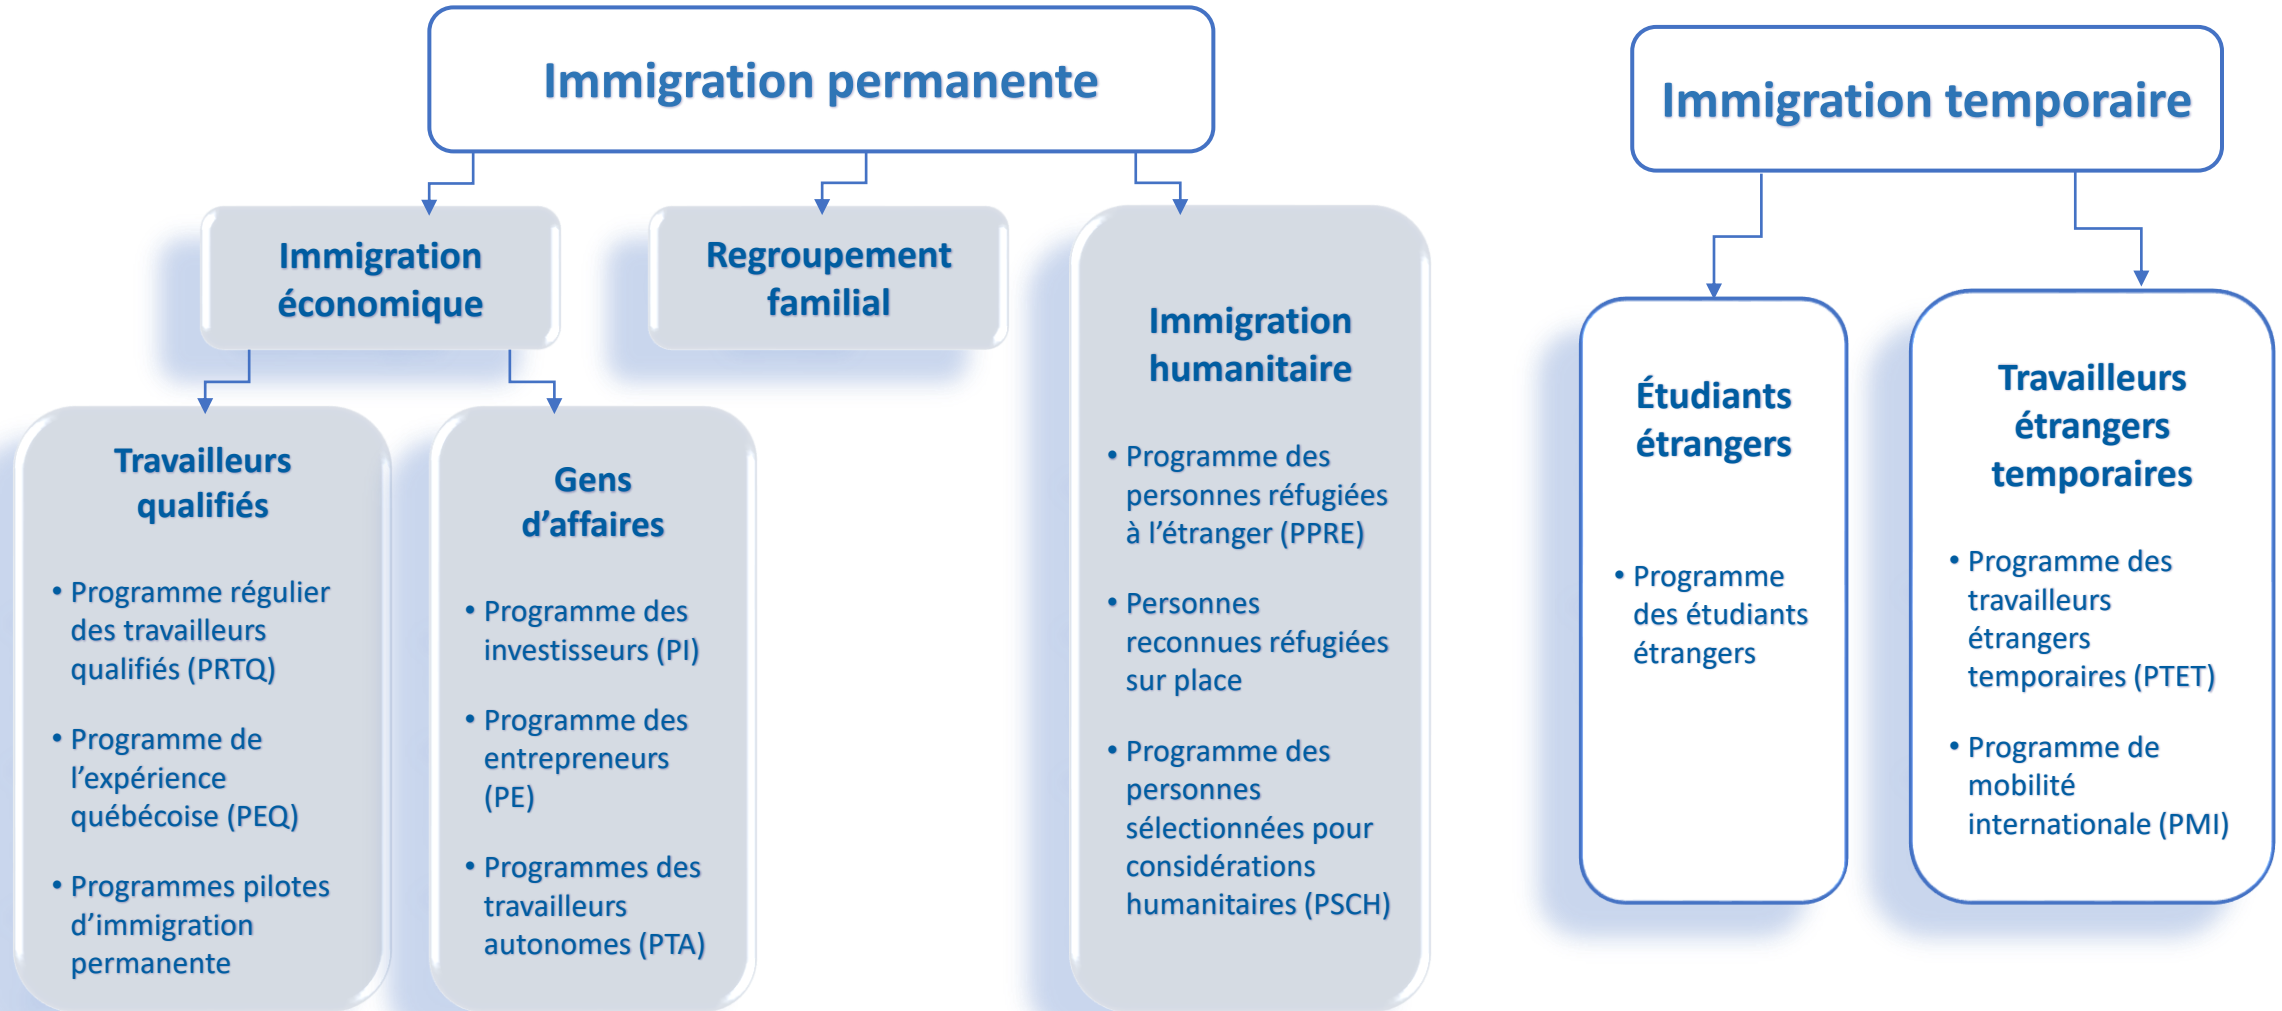 Immigration permanente
Immigration
économique
Travailleurs
qualifiés
• Programme régulier
des travailleurs
qualifiés (PRTQ)
• Programme de
l’expérience
québécoise (PEQ)
• Programmes pilotes
d’immigration
permanente
Gens
d’affaires
• Programme des
investisseurs (PI)
• Programme des
entrepreneurs
(PE)
• Programmes des
travailleurs
autonomes (PTA)
Regroupement
familial
Immigration
humanitaire
• Programme des
personnes réfugiées
à l’étranger (PPRE)
• Personnes
reconnues réfugiées
sur place
• Programme des
personnes
sélectionnées pour
considérations
humanitaires (PSCH)
Immigration temporaire
Étudiants
étrangers
• Programme
des étudiants
étrangers
Travailleurs
étrangers
temporaires
• Programme des
travailleurs
étrangers
temporaires (PTET)
• Programme de
mobilité
internationale (PMI)